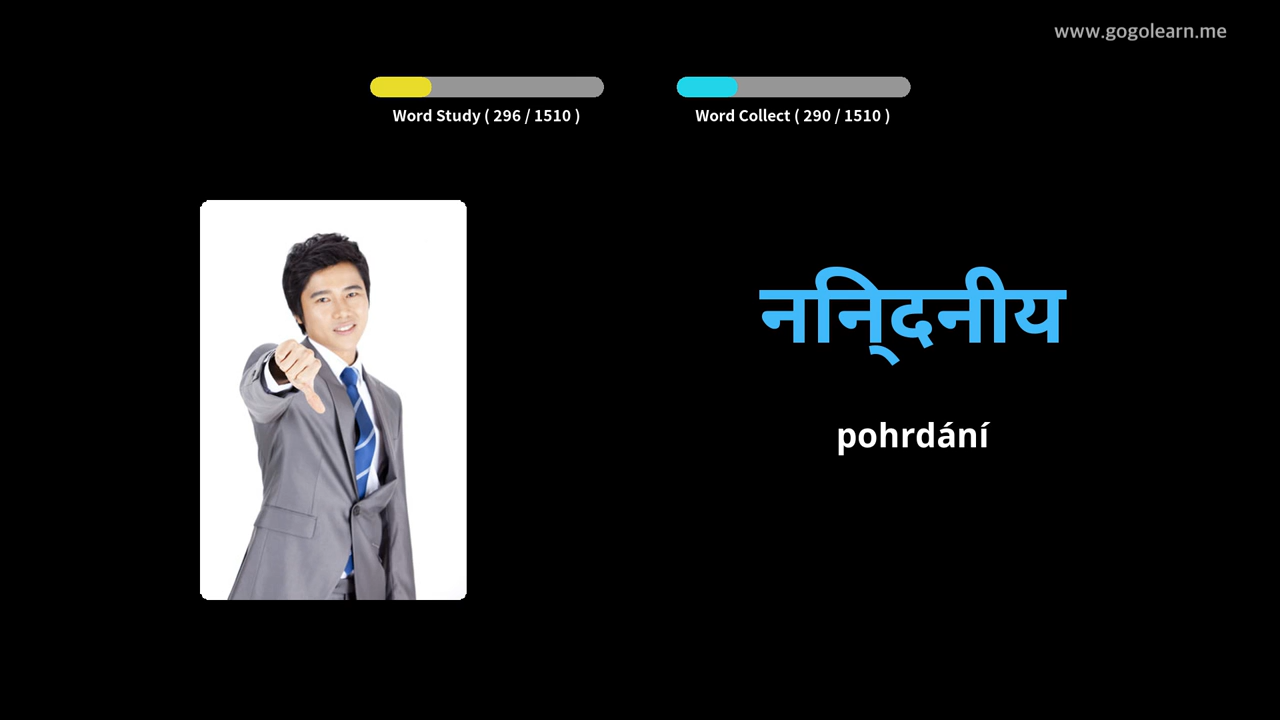 www.gogolearn.me
Word Study ( 296 / 1510 )
Word Collect ( 290 / 1510 )
निन्दनीय
pohrdání